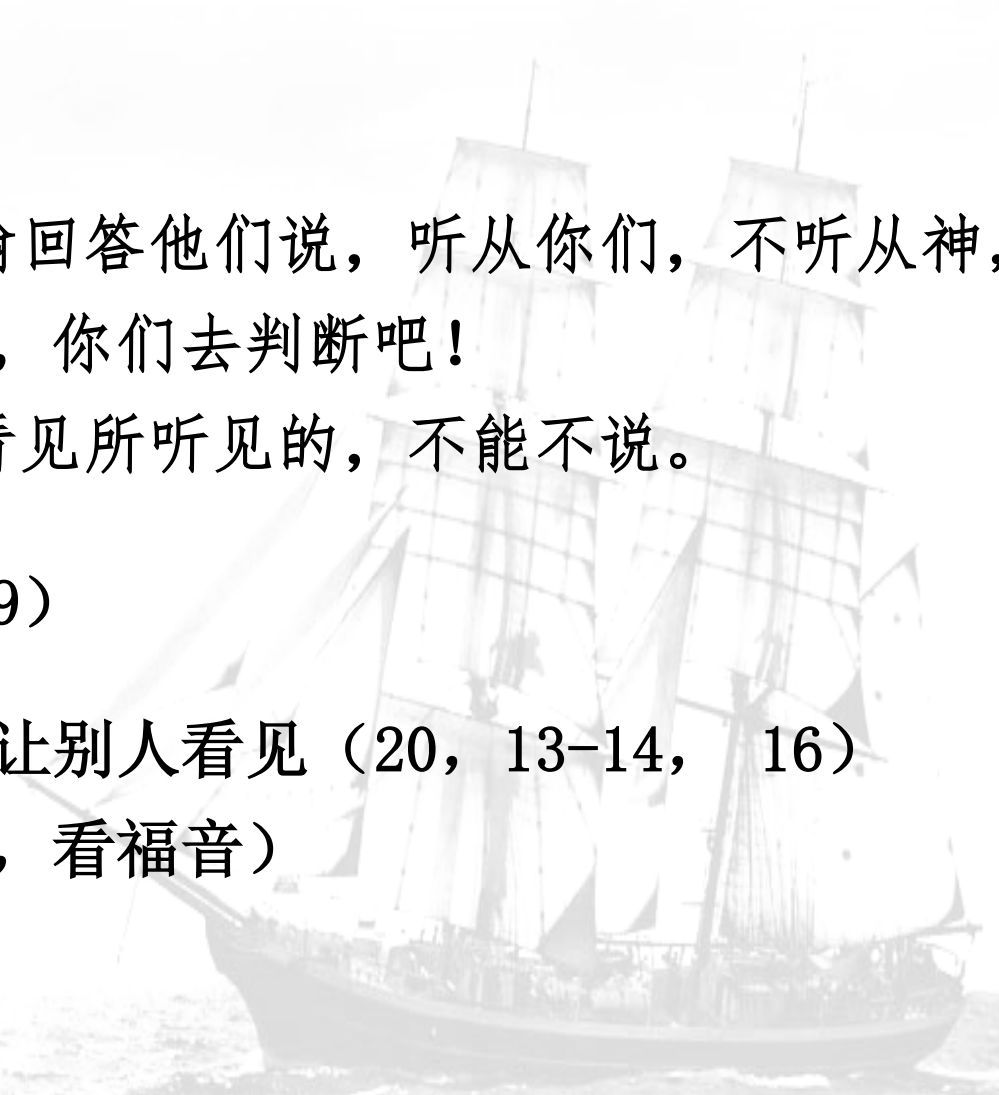 回答他们说，听从你们，不听从神，
，你们去判断吧！
见所听见的，不能不说。
9）
让别人看见（20，13-14， 16）
，看福音）